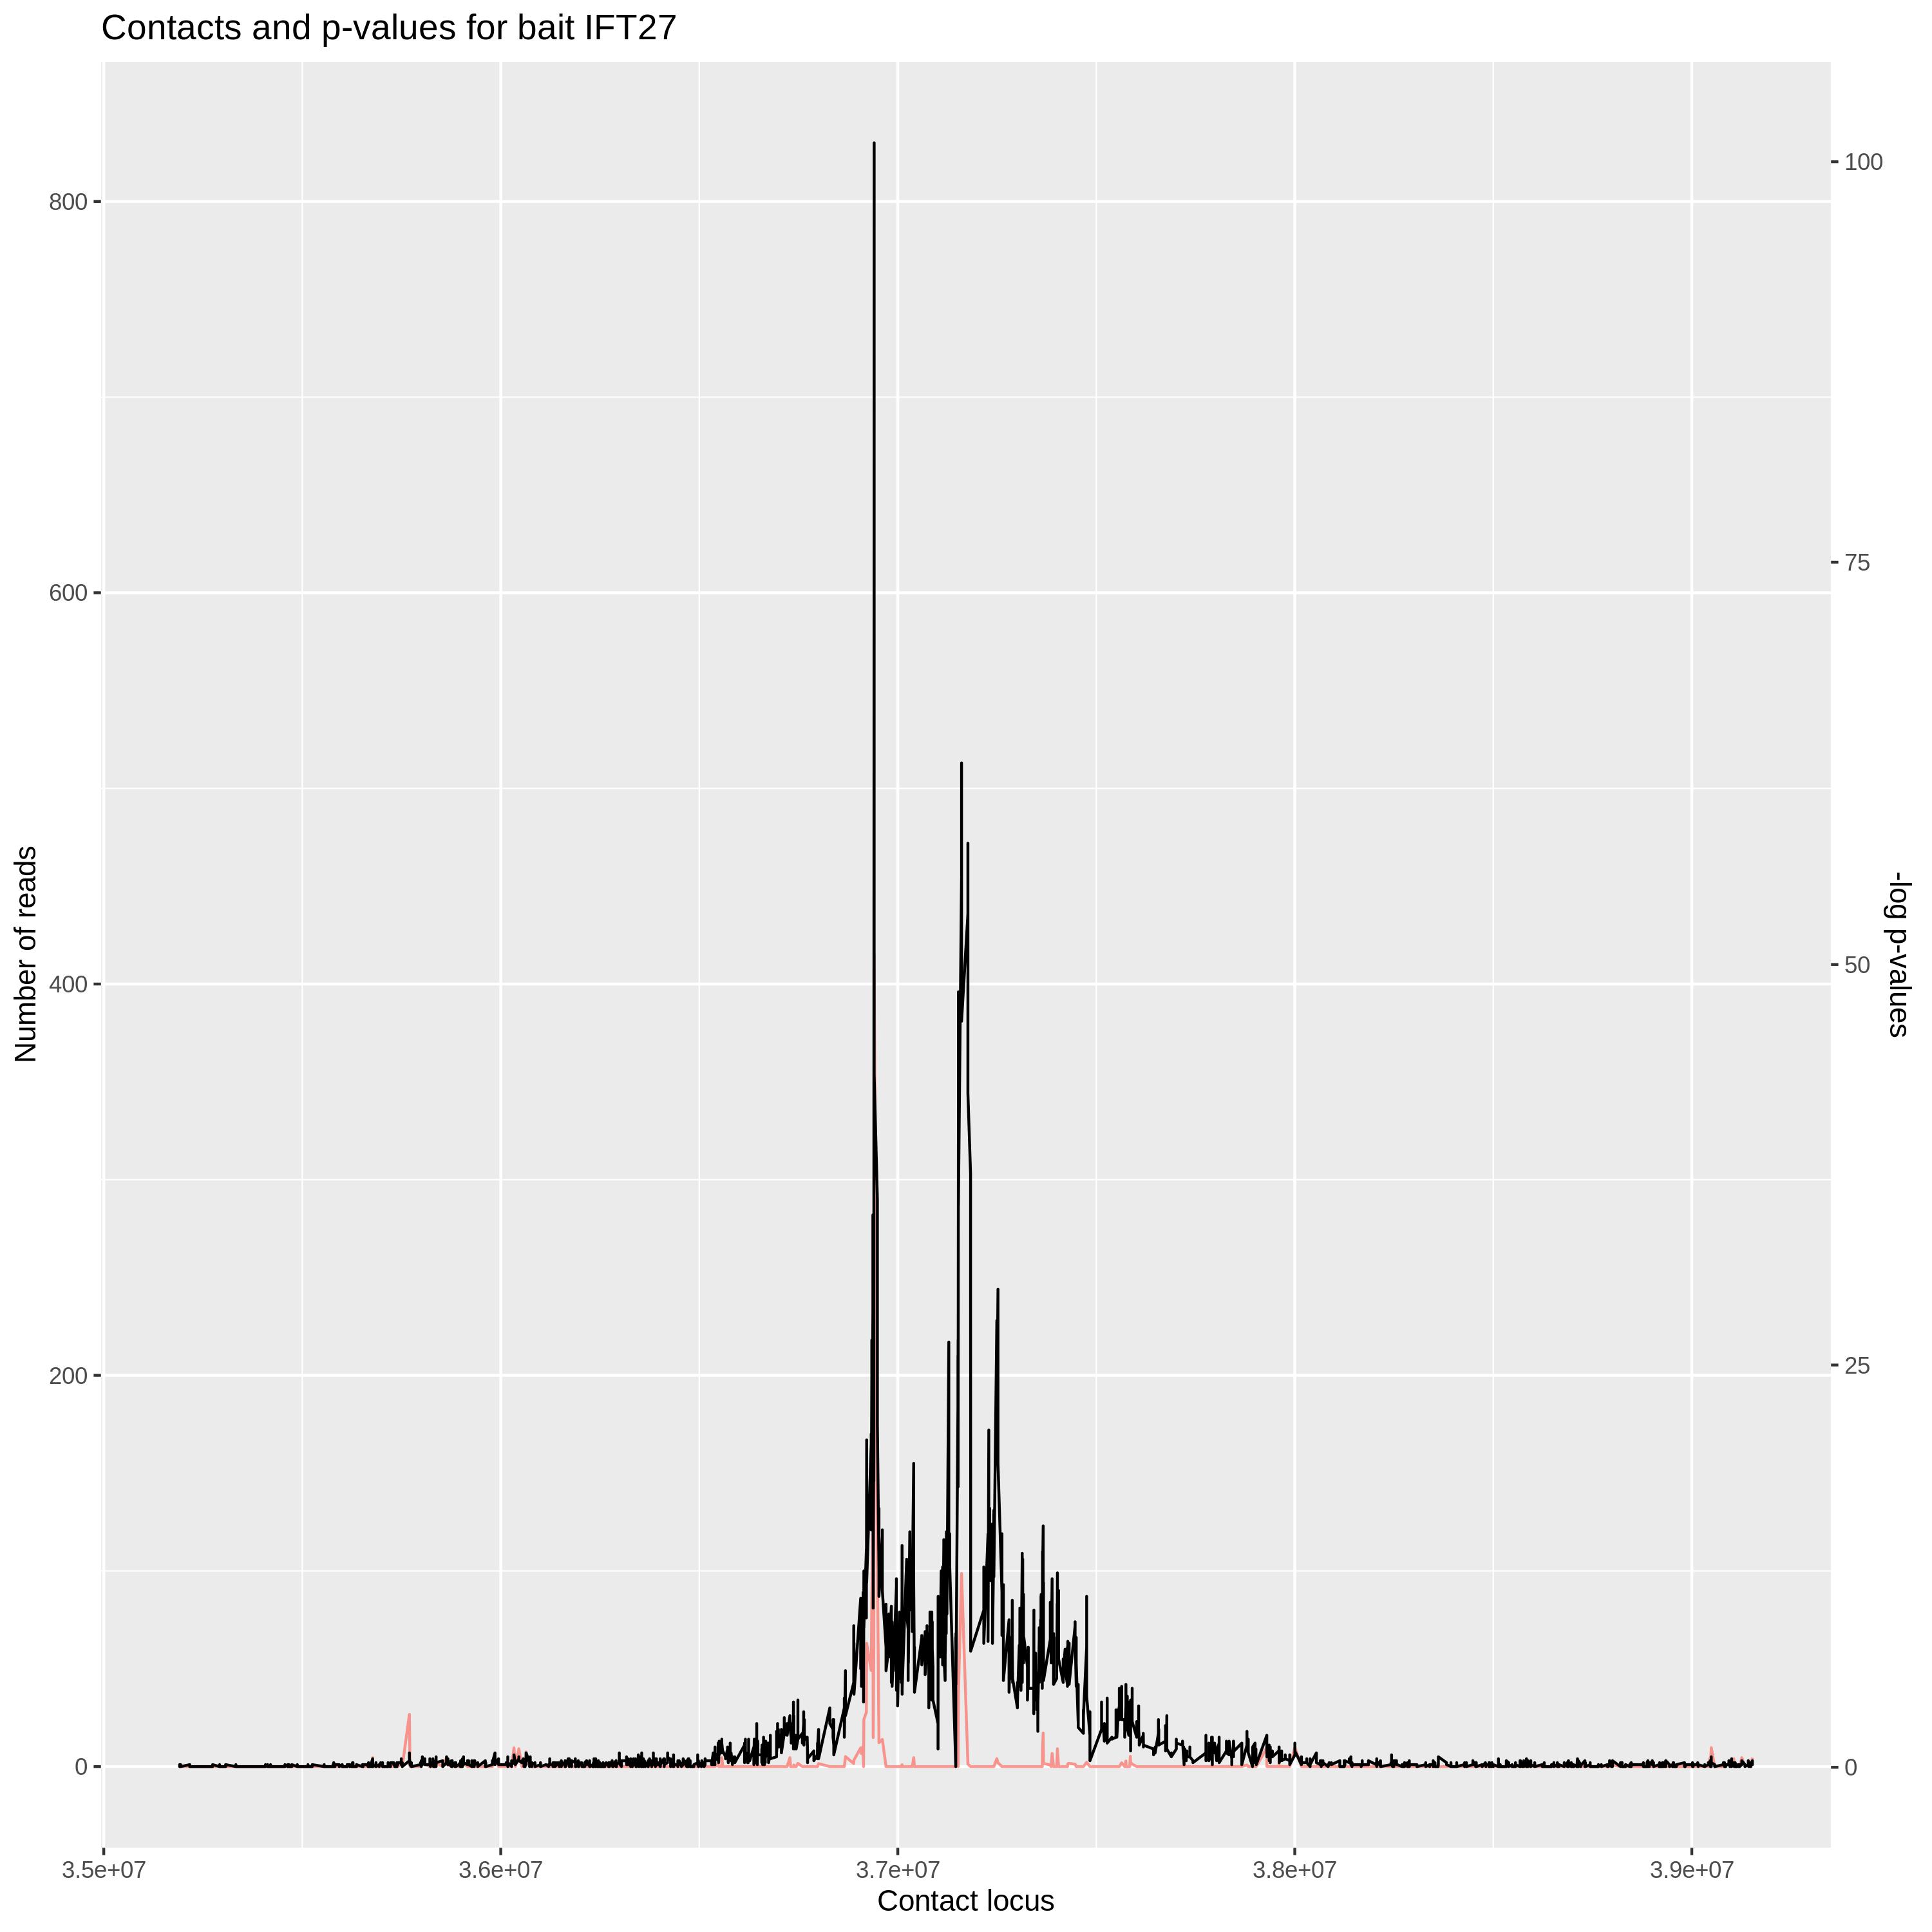 Contacts and p-values for bait IFT27
Number of reads
800
600
400
200
0
100
75
50
25
0
-log p-values
3.5e+07
3.6e+07
3.7e+07
3.8e+07
3.9e+07
Contact locus